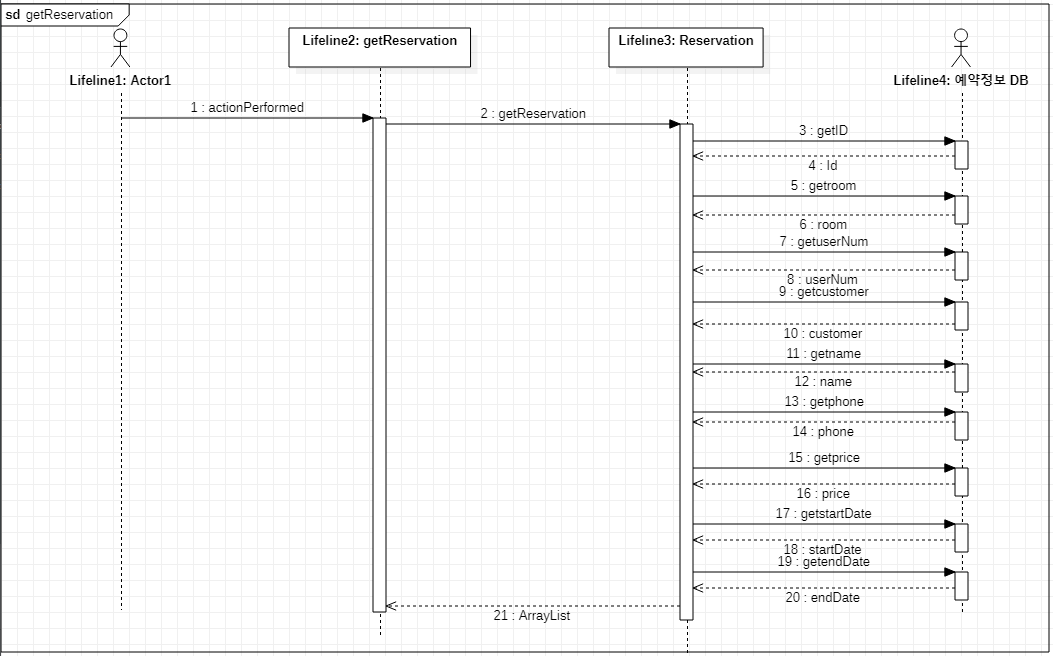 sd getReservation
Lifeline1: Actor1
Lifeline2: getReservation
Lifeline3: Reservation
Lifeline4: 예약정보 DB
1 : actionPerformed
2 : getReservation
3 : getID
4 : Id
5 : getroom
6 : room
7 : getuserNum
8 : userNum
9 : getcustomer
10 : customer
11 : getname
12 : name
13 : getphone
14 : phone
15 : getprice
16 : price
17 : getstartDate
18 : startDate
19 : getendDate
20 : endDate
21 : ArrayList